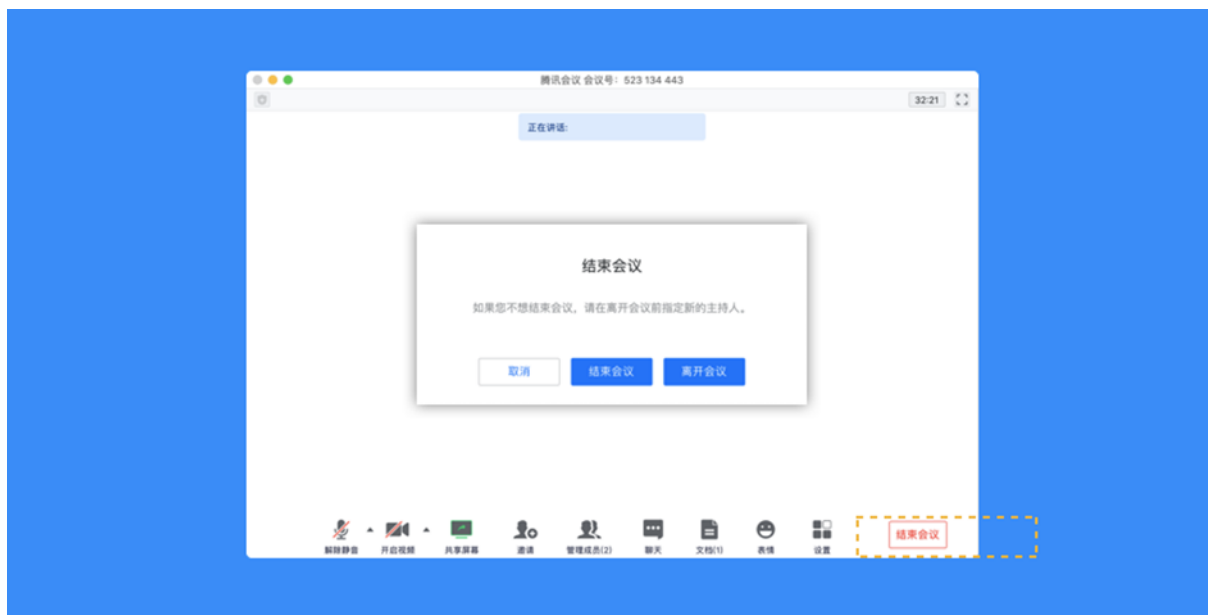 腾讯会议 会议号：523 134 443
32:21
正在讲话:
结束会议
如果您不想结束会议，请在离开会议前指定新的主持人。
取消 结束会议 离开会议
解除静音 开启视频 共享屏幕 邀请 管理成员(2) 聊天 文档(1) 表情 设置 结束会议